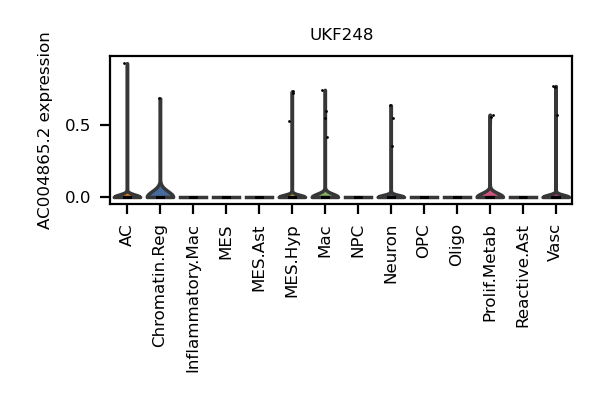 UKF248
AC004865.2 expression
0.5
0.0
AC
Chromatin.Reg
Inflammatory.Mac
MES
MES.Ast
MES.Hyp
Mac
NPC
Neuron
OPC
Oligo
Prolif.Metab
Reactive.Ast
Vasc